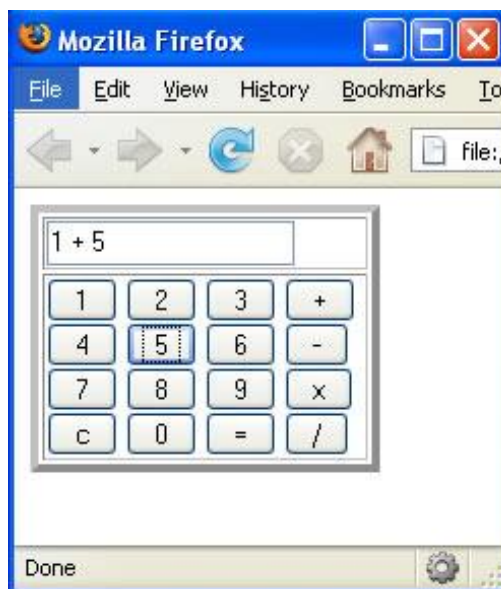 Mozilla Firefox
File Edit View History Bookmarks To
file:,
1 + 5
1 2 3 +
4 5 6 -
7 8 9 x
c 0 = /
Done